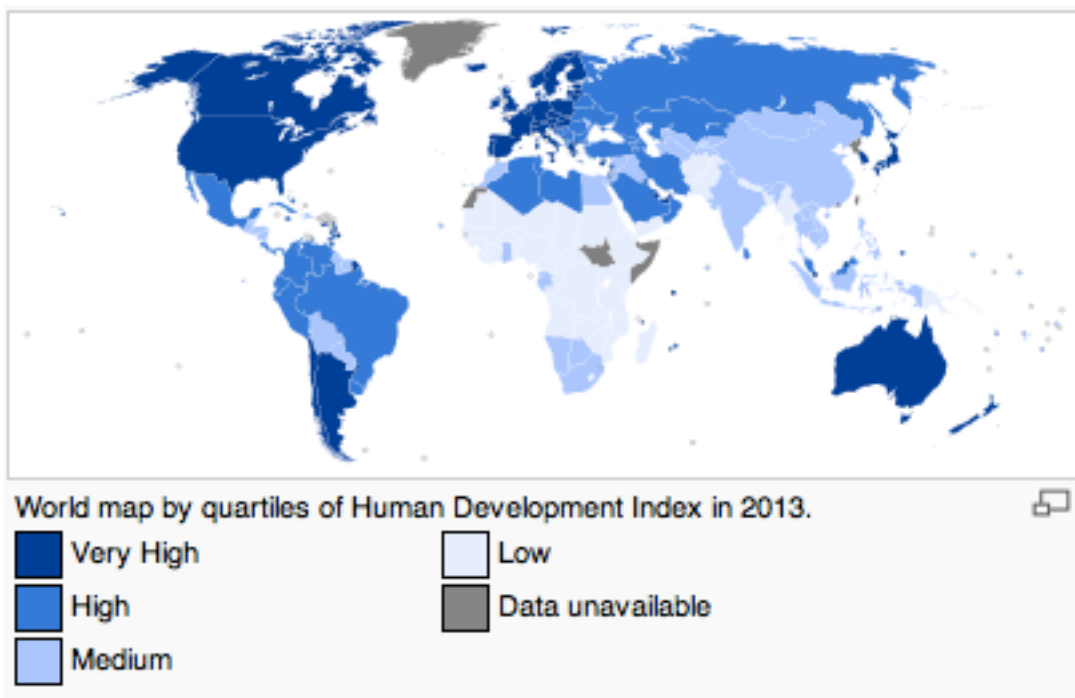 World map by quartiles of Human Development Index in 2013.
Very High
High
Medium
Low
Data unavailable